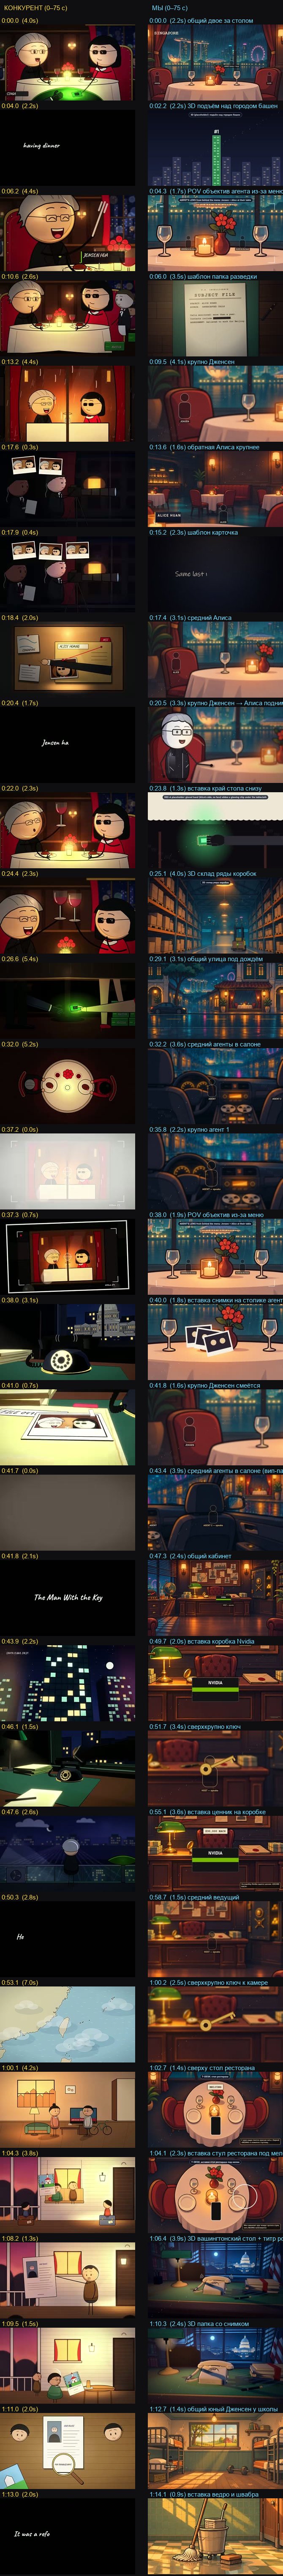 КОНКУРЕНТ (0–75 с)
МЫ (0–75 с)
0:00.0 (4.0s)
0:00.0 (2.2s) общий двое за столом
SINGAPORE
0:04.0 (2.2s)
0:02.2 (2.2s) 3D подъём над городом башен
having dinner
#1
0:06.2 (4.4s)
0:04.3 (1.7s) POV объектив агента из-за меню
JENSEN HUA
0:10.6 (2.6s)
0:06.0 (3.5s) шаблон папка разведки
SUBJECT FILE
0:13.2 (4.4s)
0:09.5 (4.1s) крупно Дженсен
0:17.6 (0.3s)
0:13.6 (1.6s) обратная Алиса крупнее
ALICE HUAN
0:17.9 (0.4s)
0:15.2 (2.3s) шаблон карточка
Same last
0:18.4 (2.0s)
0:17.4 (3.1s) средний Алиса
0:20.4 (1.7s)
0:20.5 (3.3s) крупно Дженсен → Алиса подни
Jensen ha
0:22.0 (2.3s)
0:23.8 (1.3s) вставка край стола снизу
0:24.4 (2.3s)
0:25.1 (4.0s) 3D склад ряды коробок
0:26.6 (5.4s)
0:29.1 (3.1s) общий улица под дождём
0:32.0 (5.2s)
0:32.2 (3.6s) средний агенты в салоне
0:37.2 (0.0s)
0:35.8 (2.2s) крупно агент 1
0:37.3 (0.7s)
0:38.0 (1.9s) POV объектив из-за меню
0:38.0 (3.1s)
0:40.0 (1.8s) вставка снимки на столике агент
0:41.0 (0.7s)
0:41.8 (1.6s) крупно Дженсен смеётся
0:41.7 (0.0s)
0:43.4 (3.9s) средний агенты в салоне (вип-па
0:41.8 (2.1s)
0:47.3 (2.4s) общий кабинет
The Man With the Key
0:43.9 (2.2s)
0:49.7 (2.0s) вставка коробка Nvidia
NVIDIA
0:46.1 (1.5s)
0:51.7 (3.4s) сверхкрупно ключ
0:47.6 (2.6s)
0:55.1 (3.6s) вставка ценник на коробке
NVIDIA
0:50.3 (2.8s)
0:58.7 (1.5s) средний ведущий
He
0:53.1 (7.0s)
1:00.2 (2.5s) сверхкрупно ключ к камере
1:00.1 (4.2s)
1:02.7 (1.4s) сверху стол ресторана
1:04.3 (3.8s)
1:04.1 (2.3s) вставка стул ресторана под мел
1:08.2 (1.3s)
1:06.4 (3.9s) 3D вашингтонский стол + титр ро
1:09.5 (1.5s)
1:10.3 (2.4s) 3D папка со снимком
1:11.0 (2.0s)
1:12.7 (1.4s) общий юный Дженсен у школы
1:13.0 (2.0s)
1:14.1 (0.9s) вставка ведро и швабра
It was a refo